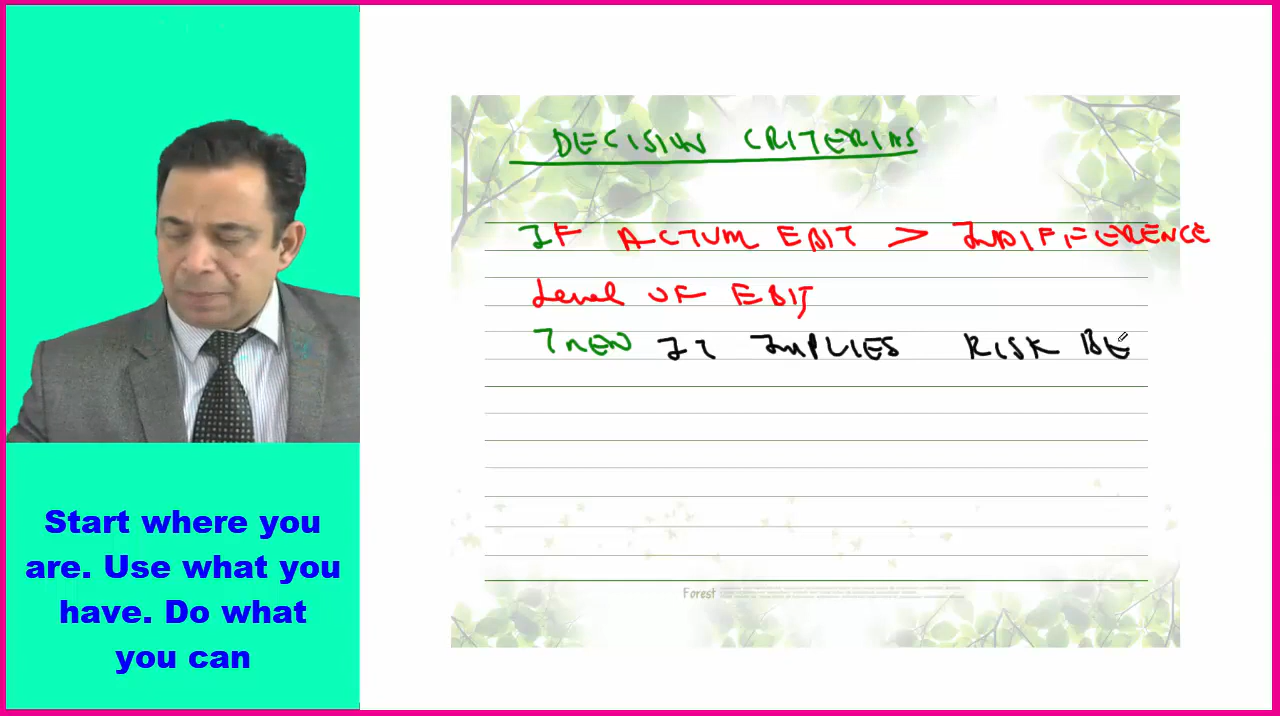 DECISION CRITERIAS
IF ACTUAL EBIT > INDIFFERENCE
Level OF EBIT
THEN IT IMPLIES RISK BE
Start where you
are. Use what you
have. Do what
you can
Forest